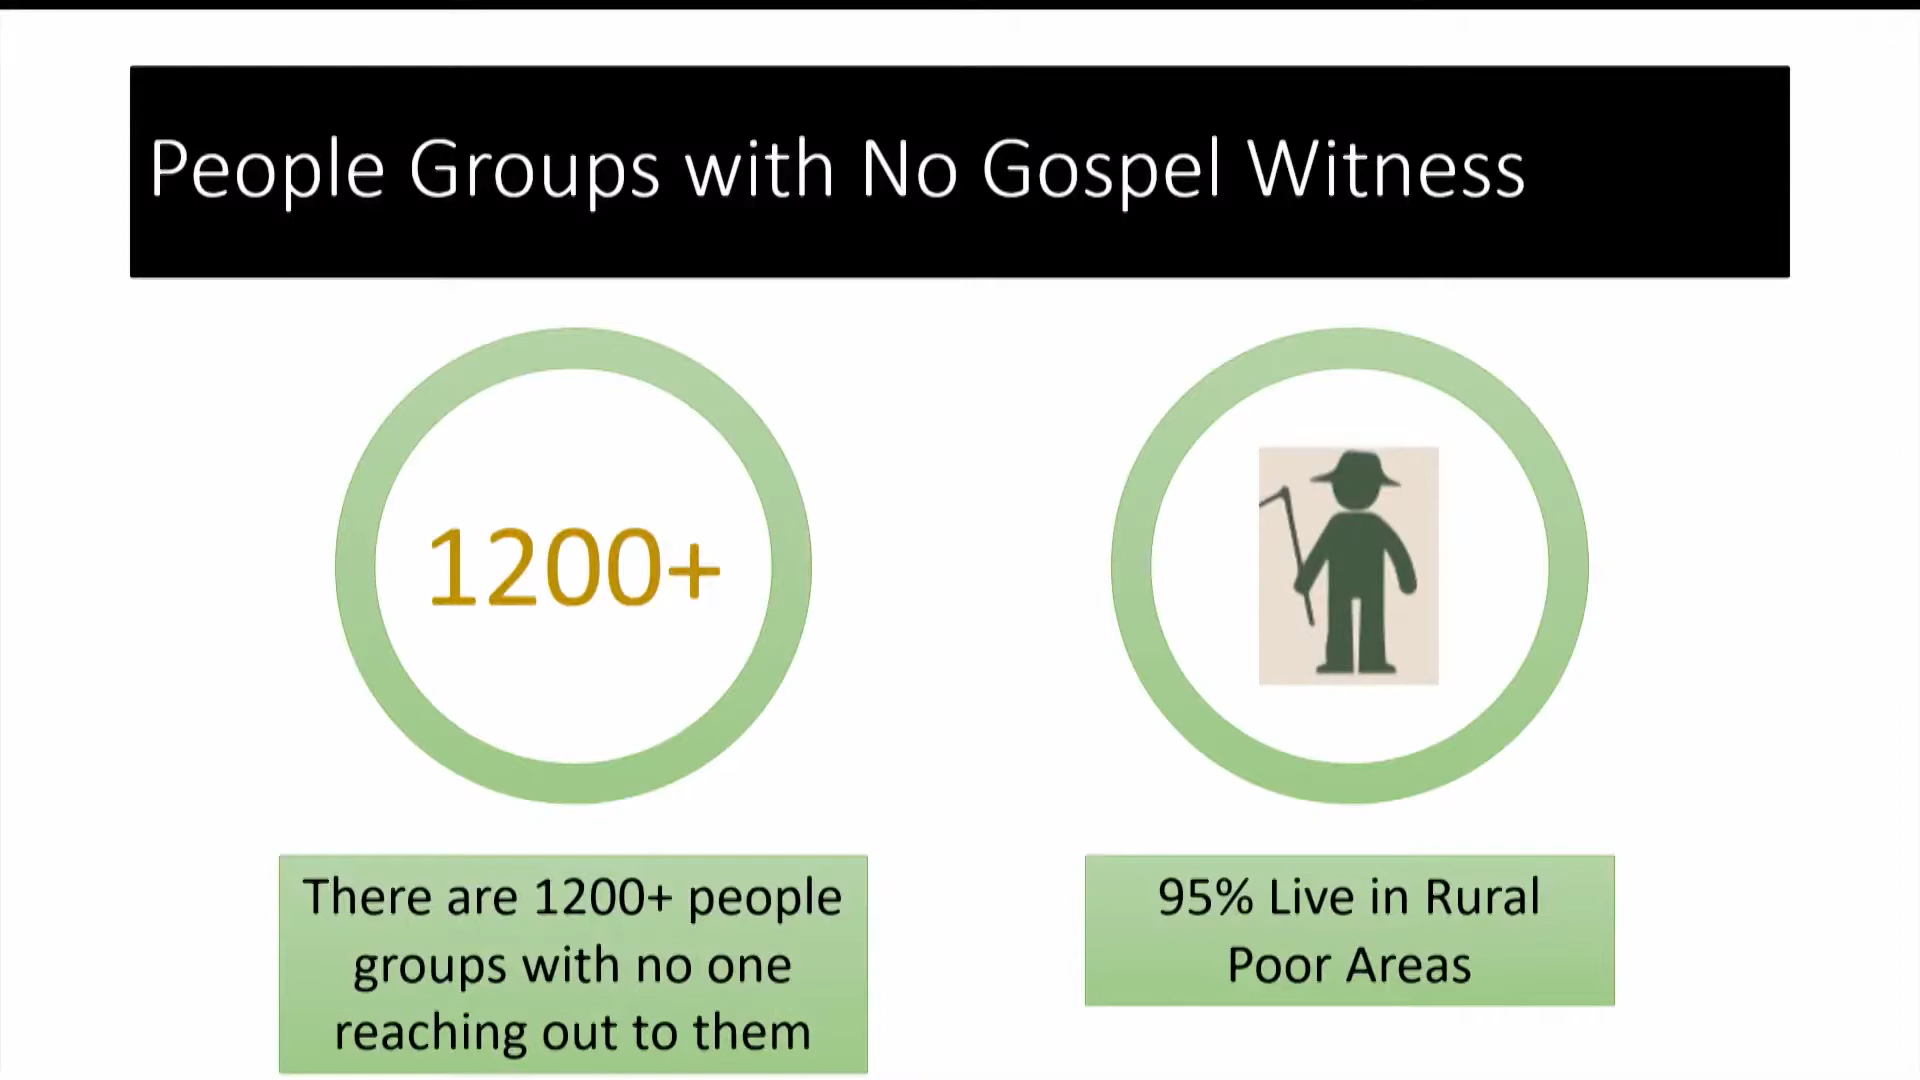 People Groups with No Gospel Witness
1200+
There are 1200+ people
groups with no one
reaching out to them
95% Live in Rural
Poor Areas